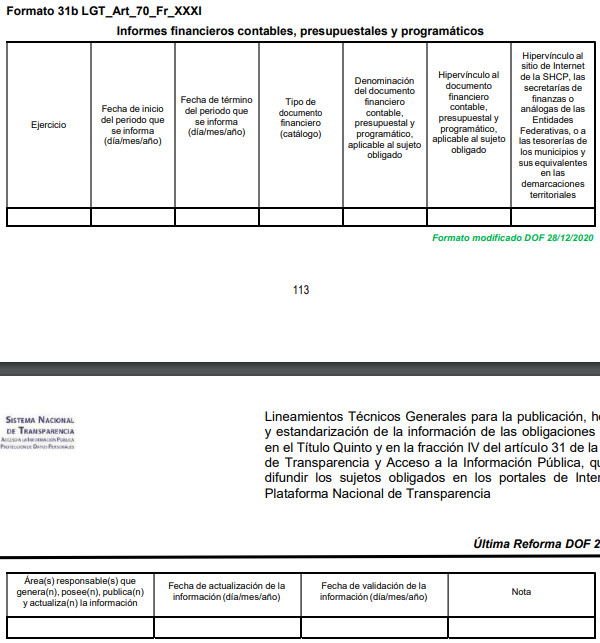 Formato 31b LGT_Art_70_Fr_XXXI
Informes financieros contables, presupuestales y programáticos
Ejercicio
Fecha de inicio
del periodo que
se informa
(día/mes/año)
Fecha de término
del periodo que
se informa
(día/mes/año)
Tipo de
documento
financiero
(catálogo)
Denominación
del documento
financiero
contable,
presupuestal y
programático,
aplicable al sujeto
obligado
Hipervínculo al
documento
financiero
contable,
presupuestal y
programático,
aplicable al sujeto
obligado
Hipervínculo al
sitio de Internet
de la SHCP, las
secretarías de
finanzas o
análogas de las
Entidades
Federativas, o a
las tesorerías de
los municipios y
sus equivalentes
en las
demarcaciones
territoriales
Formato modificado DOF 28/12/2020
113
SISTEMA NACIONAL
DE TRANSPARENCIA
ACCESO A LA INFORMACIÓN PÚBLICA
PROTECCIÓN DE DATOS PERSONALES
Lineamientos Técnicos Generales para la publicación, h
y estandarización de la información de las obligaciones
en el Título Quinto y en la fracción IV del artículo 31 de la
de Transparencia y Acceso a la Información Pública, qu
difundir los sujetos obligados en los portales de Inter
Plataforma Nacional de Transparencia
Última Reforma DOF 2
Área(s) responsable(s) que
genera(n), posee(n), publica(n)
y actualiza(n) la información
Fecha de actualización de la
información (día/mes/año)
Fecha de validación de la
información (día/mes/año)
Nota